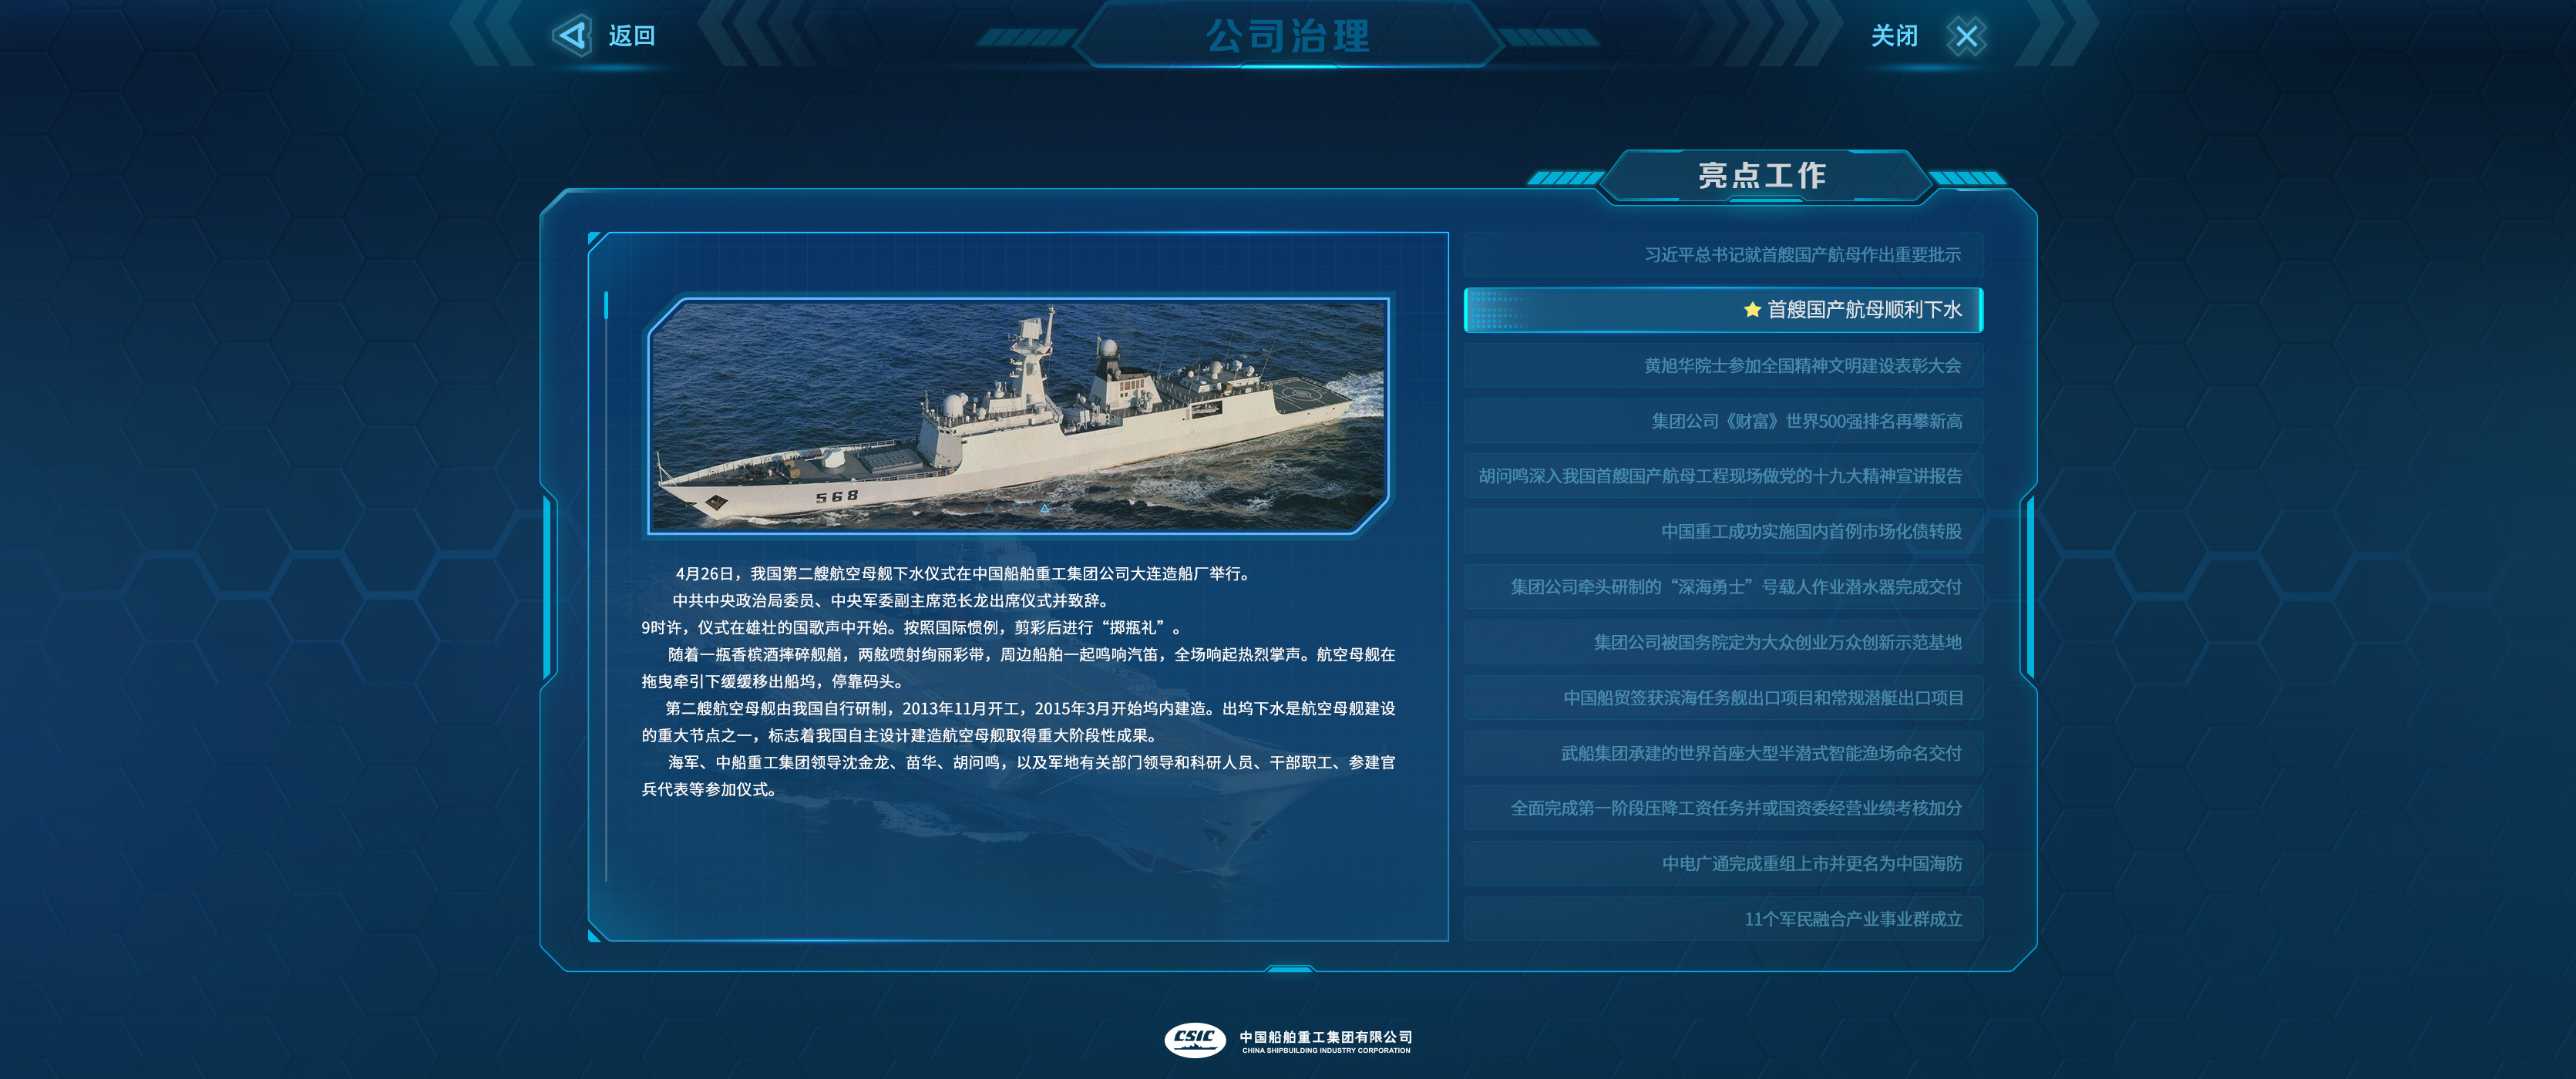 返回
公司治理
关闭
亮点工作
568
4月26日，我国第二艘航空母舰下水仪式在中国船舶重工集团公司大连造船厂举行。
中共中央政治局委员、中央军委副主席范长龙出席仪式并致辞。
9时许，仪式在雄壮的国歌声中开始。按照国际惯例，剪彩后进行“掷瓶礼”。
随着一瓶香槟酒摔碎舰艏，两舷喷射绚丽彩带，周边船舶一起鸣响汽笛，全场响起热烈掌声。航空母舰在
拖曳牵引下缓缓移出船坞，停靠码头。
第二艘航空母舰由我国自行研制，2013年11月开工，2015年3月开始坞内建造。出坞下水是航空母舰建设
的重大节点之一，标志着我国自主设计建造航空母舰取得重大阶段性成果。
海军、中船重工集团领导沈金龙、苗华、胡问鸣，以及军地有关部门领导和科研人员、干部职工、参建官
兵代表等参加仪式。
习近平总书记就首艘国产航母作出重要批示
首艘国产航母顺利下水
黄旭华院士参加全国精神文明建设表彰大会
集团公司《财富》世界500强排名再攀新高
胡问鸣深入我国首艘国产航母工程现场做党的十九大精神宣讲报告
中国重工成功实施国内首例市场化债转股
集团公司牵头研制的“深海勇士”号载人作业潜水器完成交付
集团公司被国务院定为大众创业万众创新示范基地
中国船贸签获滨海任务舰出口项目和常规潜艇出口项目
武船集团承建的世界首座大型半潜式智能渔场命名交付
全面完成第一阶段压降工资任务并或国资委经营业绩考核加分
中电广通完成重组上市并更名为中国海防
11个军民融合产业事业群成立
CSIC
中国船舶重工集团有限公司
CHINA SHIPBUILDING INDUSTRY CORPORATION